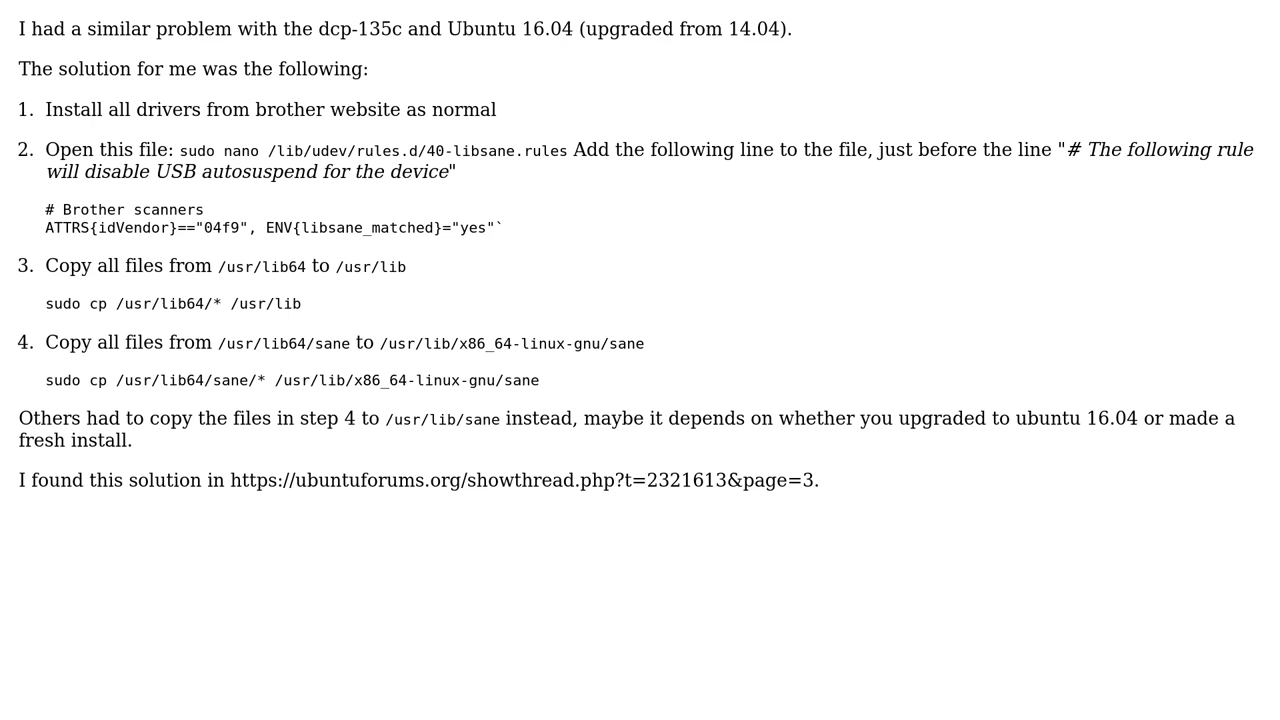 I had a similar problem with the dcp-135c and Ubuntu 16.04 (upgraded from 14.04).
The solution for me was the following:
1. Install all drivers from brother website as normal
2. Open this file: sudo nano /lib/udev/rules.d/40-libsane.rules Add the following line to the file, just before the line "# The following rule
will disable USB autosuspend for the device"
# Brother scanners
ATTRS{idVendor}=="04f9", ENV{libsane_matched}="yes"`
3. Copy all files from /usr/lib64 to /usr/lib
sudo cp /usr/lib64/* /usr/lib
4. Copy all files from /usr/lib64/sane to /usr/lib/x86_64-linux-gnu/sane
sudo cp /usr/lib64/sane/* /usr/lib/x86_64-linux-gnu/sane
Others had to copy the files in step 4 to /usr/lib/sane instead, maybe it depends on whether you upgraded to ubuntu 16.04 or made a
fresh install.
I found this solution in https://ubuntuforums.org/showthread.php?t=2321613&page=3.